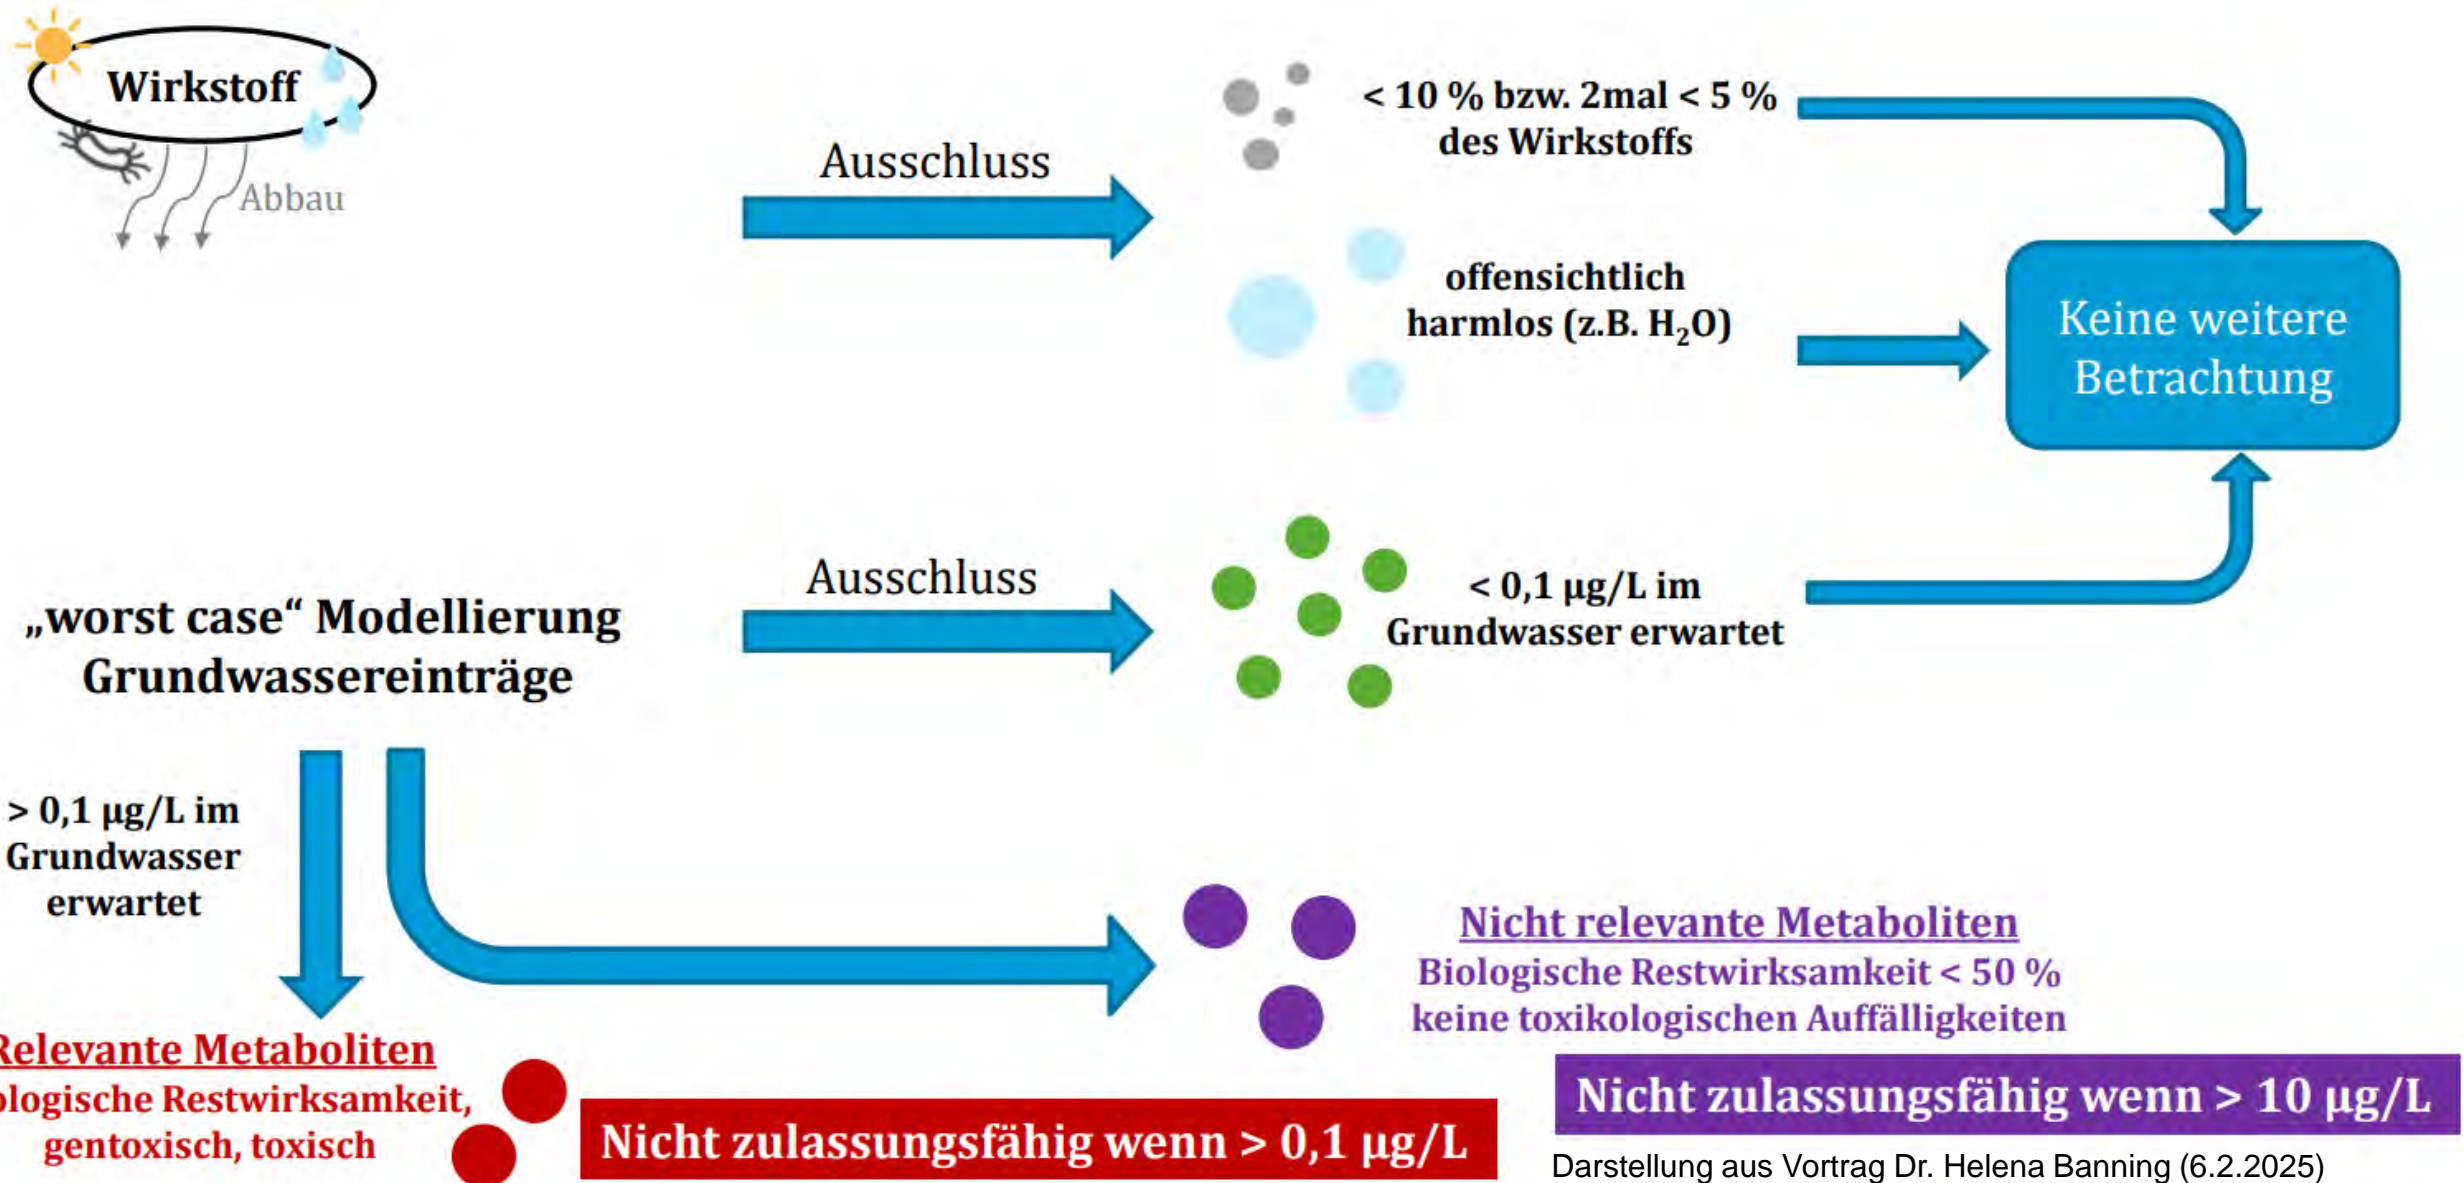 Wirkstoff
Abbau
Ausschluss
< 10 % bzw. 2mal < 5 %
des Wirkstoffs
offensichtlich
harmlos (z.B. H₂O)
Keine weitere
Betrachtung
„worst case“ Modellierung
Grundwassereinträge
Ausschluss
< 0,1 µg/L im
Grundwasser erwartet
> 0,1 µg/L im
Grundwasser
erwartet
Nicht relevante Metaboliten
Biologische Restwirksamkeit < 50 %
keine toxikologischen Auffälligkeiten
Nicht zulassungsfähig wenn > 10 µg/L
Relevante Metaboliten
ologische Restwirksamkeit,
gentoxisch, toxisch
Nicht zulassungsfähig wenn > 0,1 µg/L
Darstellung aus Vortrag Dr. Helena Banning (6.2.2025)